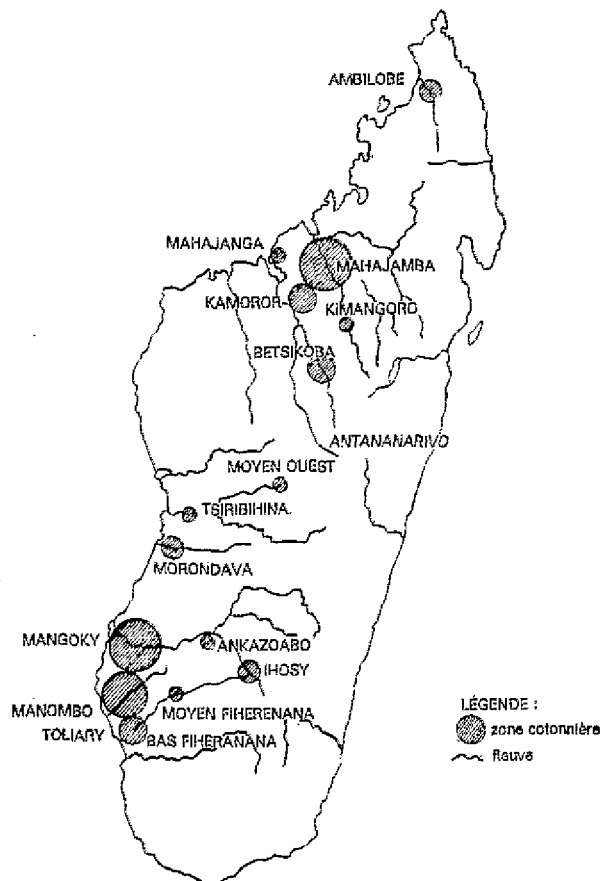 AMBILOBE
MAHAJANGA
MAHAJAMBA
KAMOROR
KIMANGORO
BETSIKOBA
ANTANANARIVO
MOYEN OUEST
TSIRIBIHINA.
MORONDAVA
MANGOKY
ANKAZOABO
IHOSY
MANOMBO
MOYEN FIHERENANA
TOLIARY
BAS FIHERANANA
LÉGENDE :
zone cotonnière
fleuve